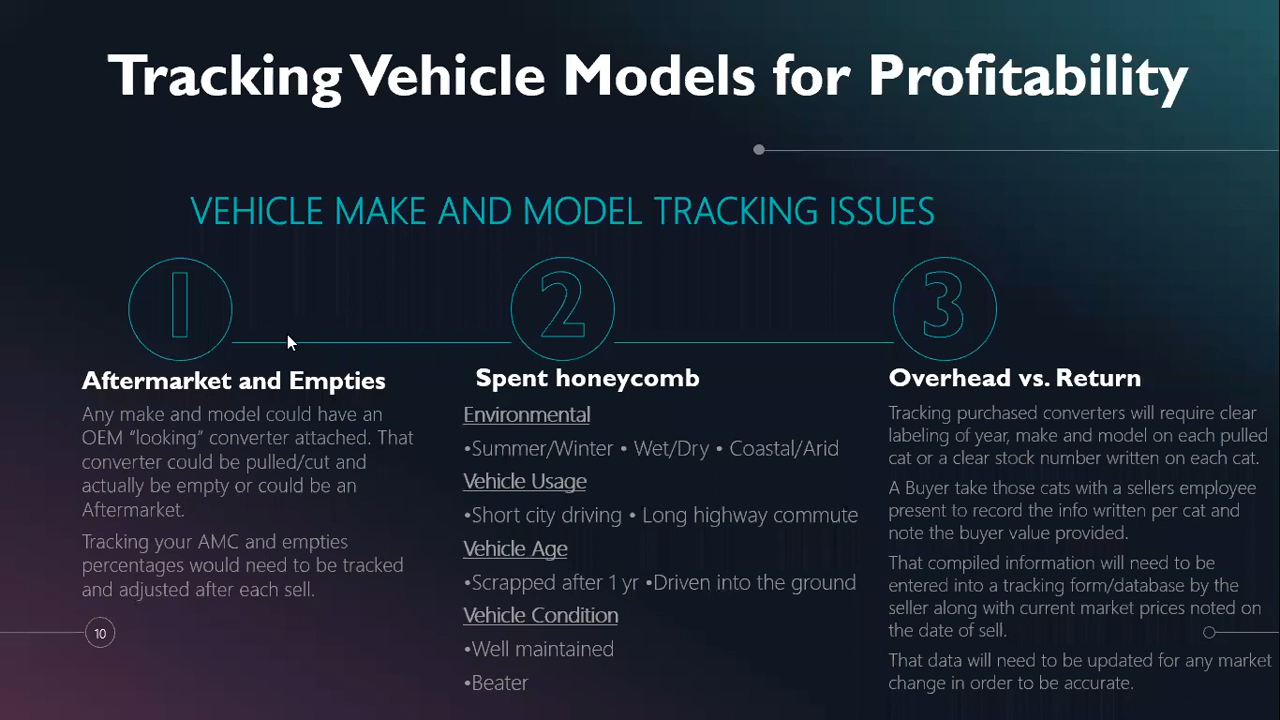 Tracking Vehicle Models for Profitability
VEHICLE MAKE AND MODEL TRACKING ISSUES
1
Aftermarket and Empties
Any make and model could have an
OEM “looking” converter attached. That
converter could be pulled/cut and
actually be empty or could be an
Aftermarket.
Tracking your AMC and empties
percentages would need to be tracked
and adjusted after each sell.
2
Spent honeycomb
Environmental
•Summer/Winter • Wet/Dry • Coastal/Arid
Vehicle Usage
•Short city driving • Long highway commute
Vehicle Age
•Scrapped after 1 yr •Driven into the ground
Vehicle Condition
•Well maintained
•Beater
3
Overhead vs. Return
Tracking purchased converters will require clear
labeling of year, make and model on each pulled
cat or a clear stock number written on each cat.
A Buyer take those cats with a sellers employee
present to record the info written per cat and
note the buyer value provided.
That compiled information will need to be
entered into a tracking form/database by the
seller along with current market prices noted on
the date of sell.
That data will need to be updated for any market
change in order to be accurate.
10